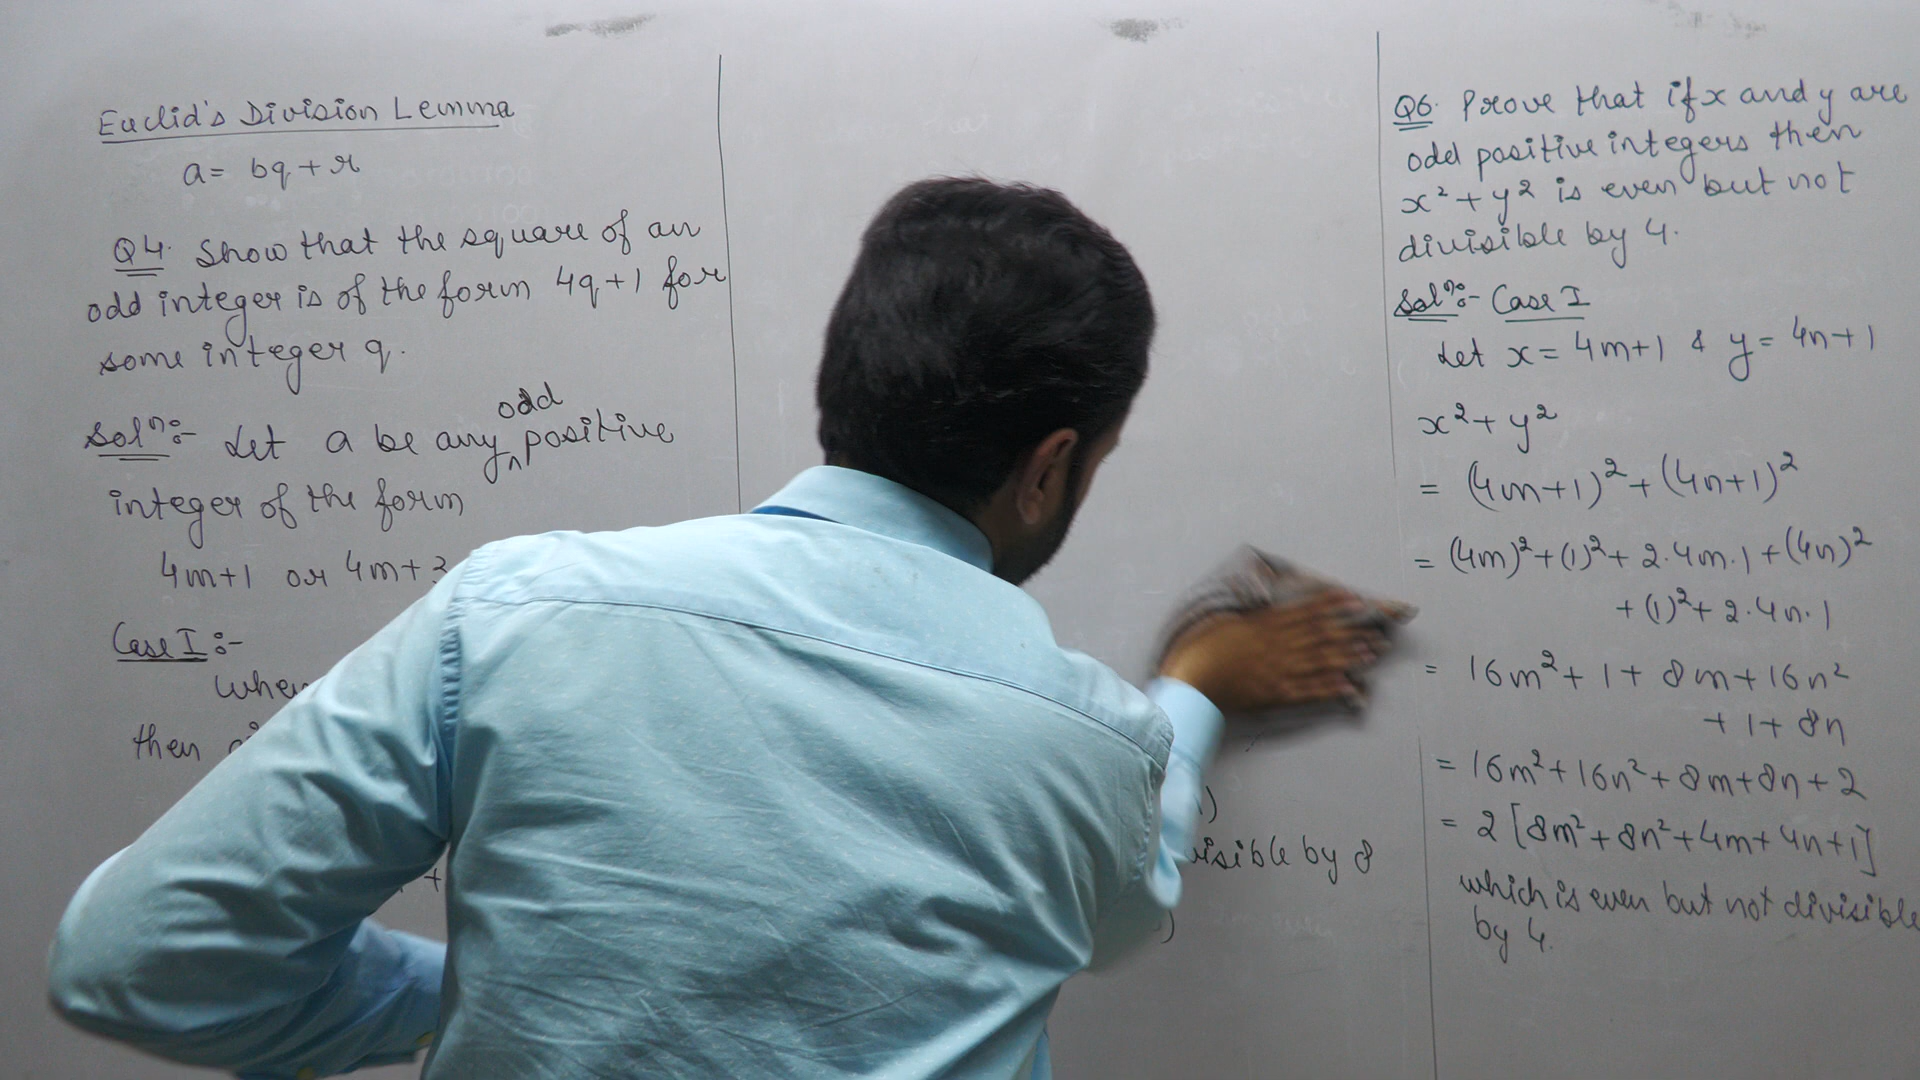 Euclid's Division Lemma
a = bq + r
Q4. Show that the square of an
odd integer is of the form 4q+1 for
some integer q.
odd
Solⁿ:- Let a be any ^ positive
integer of the form
4m+1 or 4m+3
Case I :-
When
then
visible by 8
Q6. Prove that if x and y are
odd positive integers then
x² + y² is even but not
divisible by 4.
Solⁿ:- Case I
Let x = 4m+1 & y = 4n+1
x² + y²
= (4m+1)² + (4n+1)²
= (4m)² + (1)² + 2·4m·1 + (4n)²
+ (1)² + 2·4n·1
= 16m² + 1 + 8m + 16n²
+ 1 + 8n
= 16m² + 16n² + 8m + 8n + 2
= 2 [8m² + 8n² + 4m + 4n + 1]
which is even but not divisible
by 4.